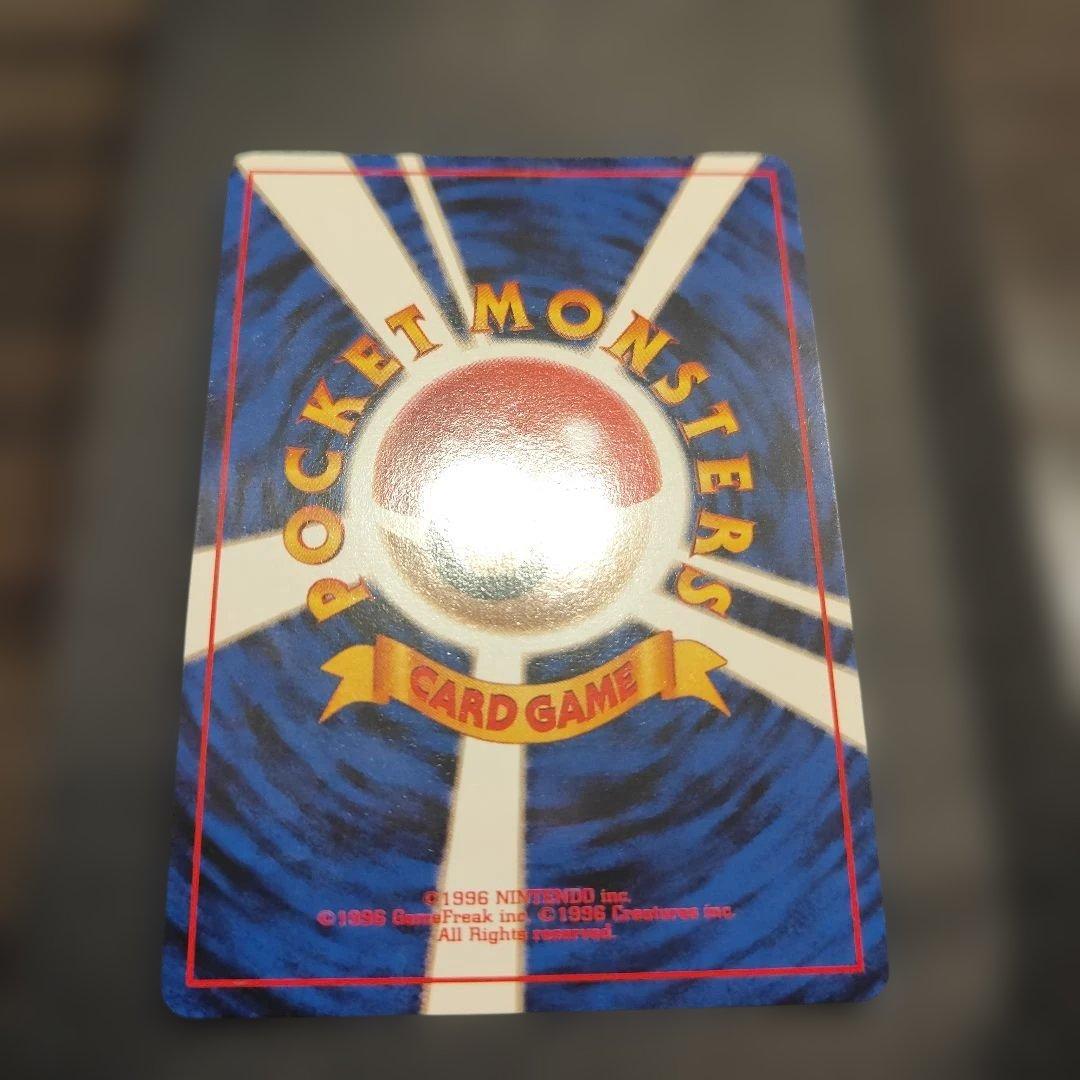 POCKET MONSTERS
CARD GAME
©1996 NINTENDO inc.
©1996 GameFreak inc. ©1996 Creatures inc.
All Rights reserved.